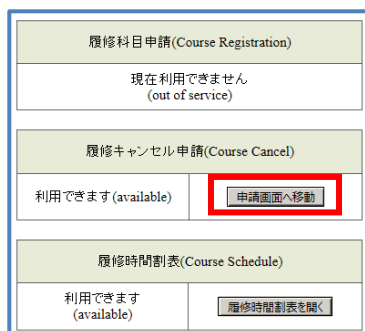 履修科目申請(Course Registration)
現在利用できません
(out of service)
履修キャンセル申請(Course Cancel)
利用できます(available)
申請画面へ移動
履修時間割表(Course Schedule)
利用できます
(available)
履修時間割表を開く